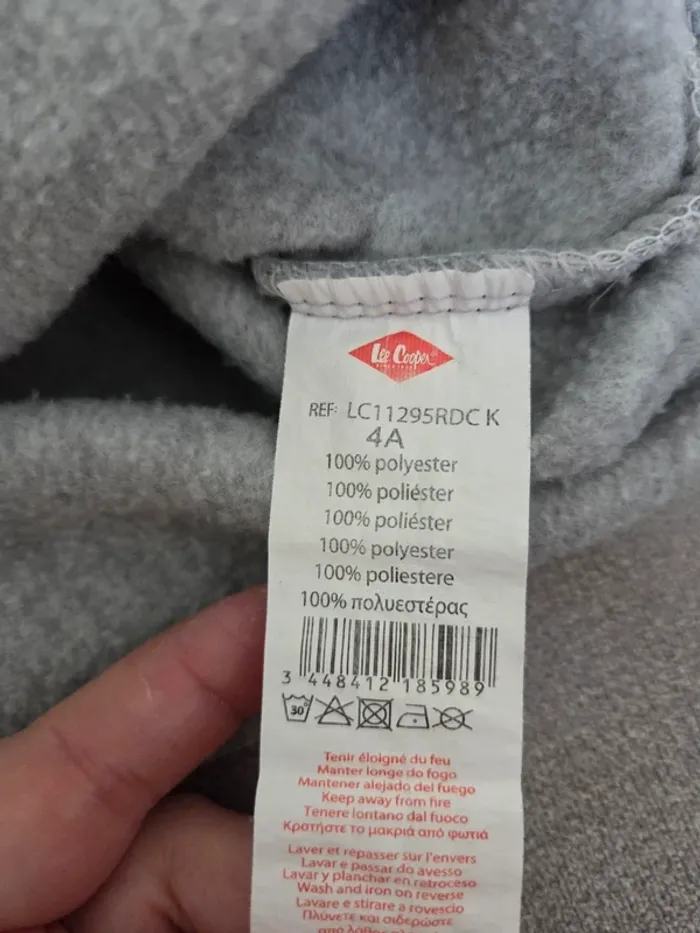 Lee Cooper
REF: LC11295RDC K
4A
100% polyester
100% poliéster
100% poliéster
100% polyester
100% poliestere
100% πολυεστέρας
3 448412 185989
30°
Tenir éloigné du feu
Manter longe do fogo
Mantener alejado del fuego
Keep away from fire
Tenere lontano dal fuoco
Κρατήστε το μακριά από φωτιά
Laver et repasser sur l'envers
Lavar e passar do avesso
Lavar y planchar en retroceso
Wash and iron on reverse
Lavare e stirare a rovescio
Πλύνετε και σιδερώστε
από